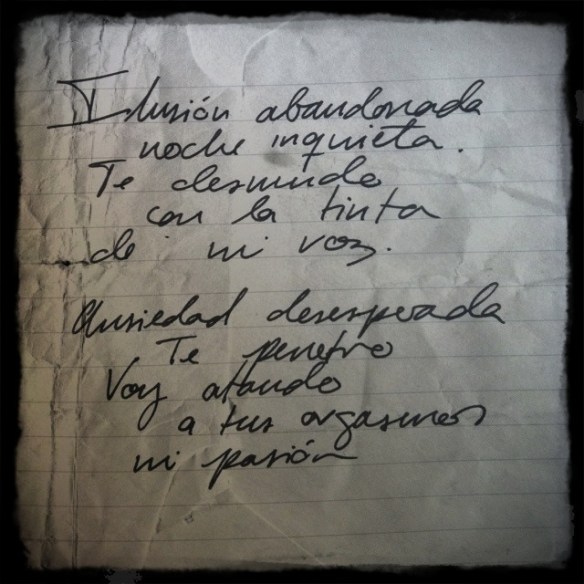 Ilusión abandonada
noche inquieta.
Te desnudo
con la tinta
de mi voz.
Ansiedad desesperada
Te penetro
Voy atando
a tus orgasmos
mi pasión